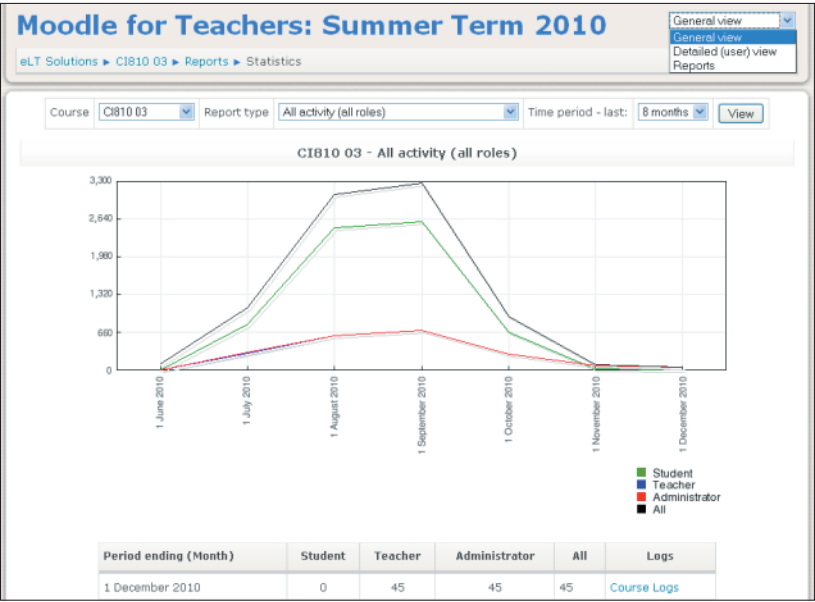 Moodle for Teachers: Summer Term 2010
General view
General view
Detailed (user) view
Reports
eLT Solutions ► CI810 03 ► Reports ► Statistics
Course CI810 03 Report type All activity (all roles) Time period - last: 8 months View
CI810 03 - All activity (all roles)
3,300
2,640
1,980
1,320
660
0
1 June 2010
1 July 2010
1 August 2010
1 September 2010
1 October 2010
1 November 2010
1 December 2010
Student
Teacher
Administrator
All
Period ending (Month) Student Teacher Administrator All Logs
1 December 2010 0 45 45 45 Course Logs